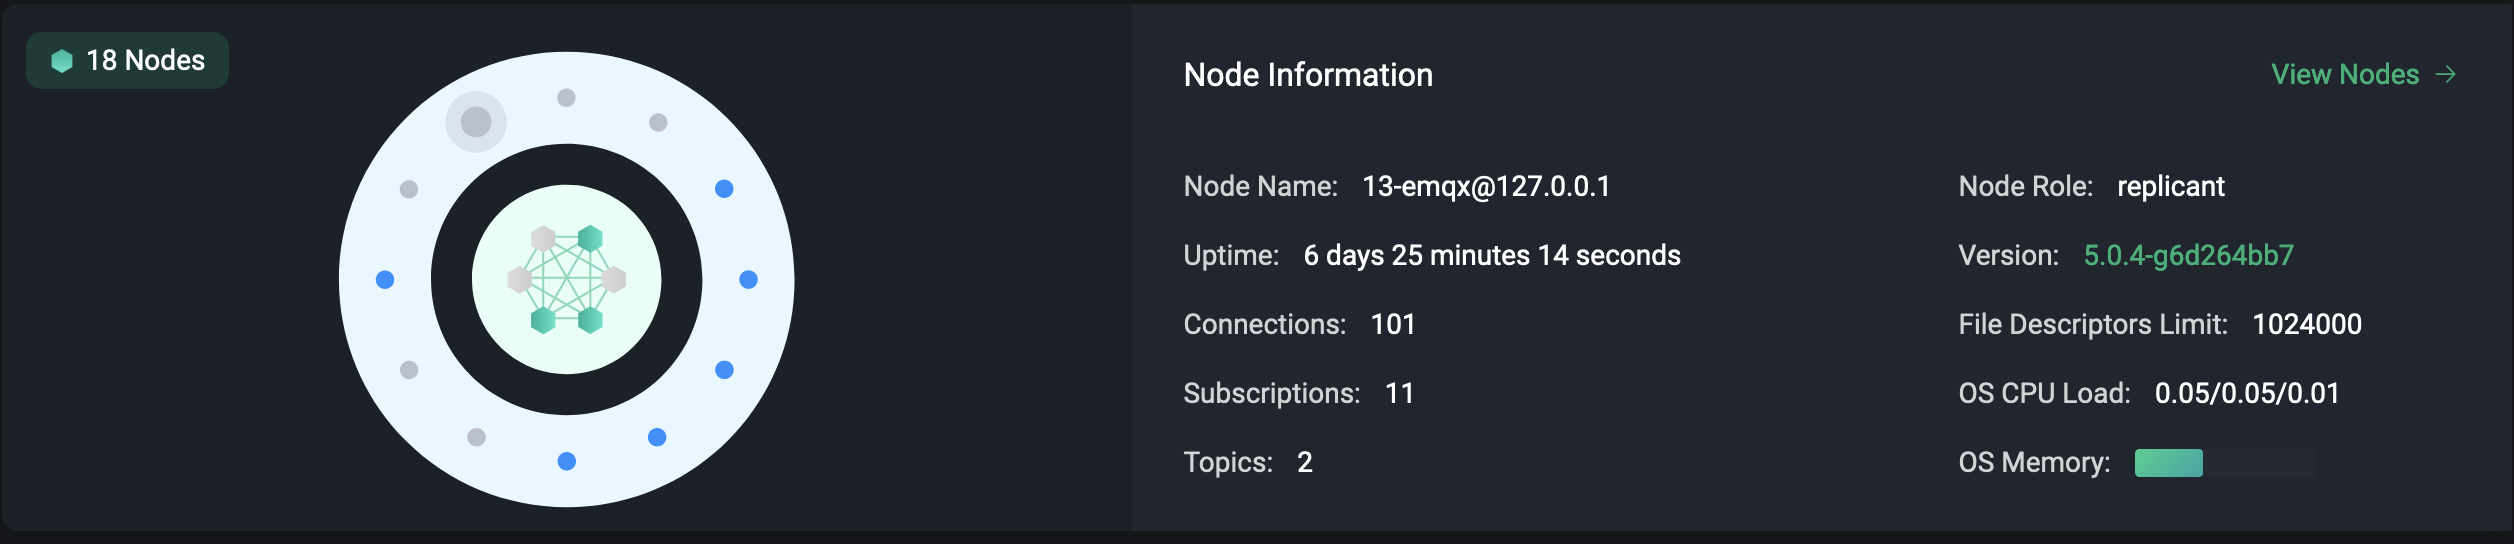 18 Nodes
Node Information
View Nodes →
Node Name: 13-emqx@127.0.0.1
Node Role: replicant
Uptime: 6 days 25 minutes 14 seconds
Version: 5.0.4-g6d264bb7
Connections: 101
File Descriptors Limit: 1024000
Subscriptions: 11
OS CPU Load: 0.05/0.05/0.01
Topics: 2
OS Memory: